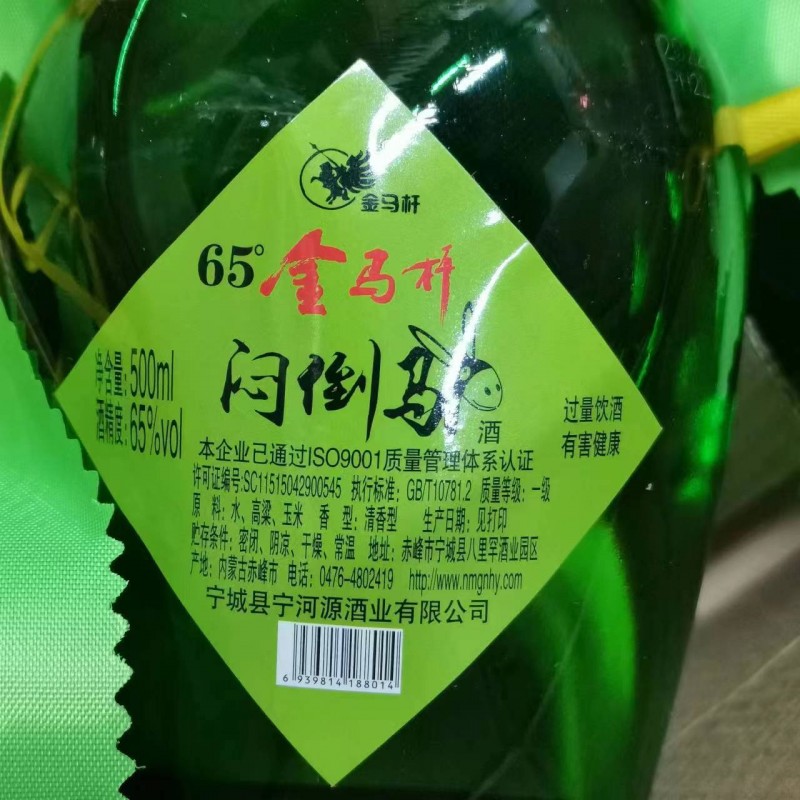 金马杆
65° 金马杆
闷倒驴 酒
净含量:500ml
酒精度:65%vol
过量饮酒
有害健康
本企业已通过ISO9001质量管理体系认证
许可证编号:SC11515042900545 执行标准:GB/T10781.2 质量等级:一级
原 料:水、高粱、玉米 香 型:清香型 生产日期:见打印
贮存条件:密闭、阴凉、干燥、常温 地址:赤峰市宁城县八里罕酒业园区
产地:内蒙古赤峰市 电话:0476-4802419 http://www.nmgnhy.com
宁城县宁河源酒业有限公司
6 939814 188014